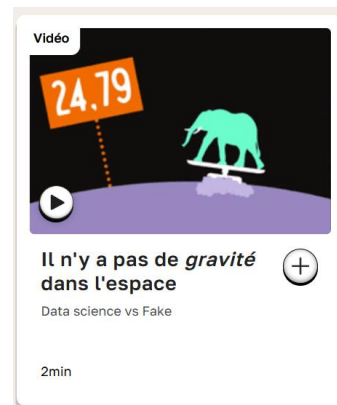 Vidéo
24,79
Il n'y a pas de gravité
dans l'espace
Data science vs Fake
2min